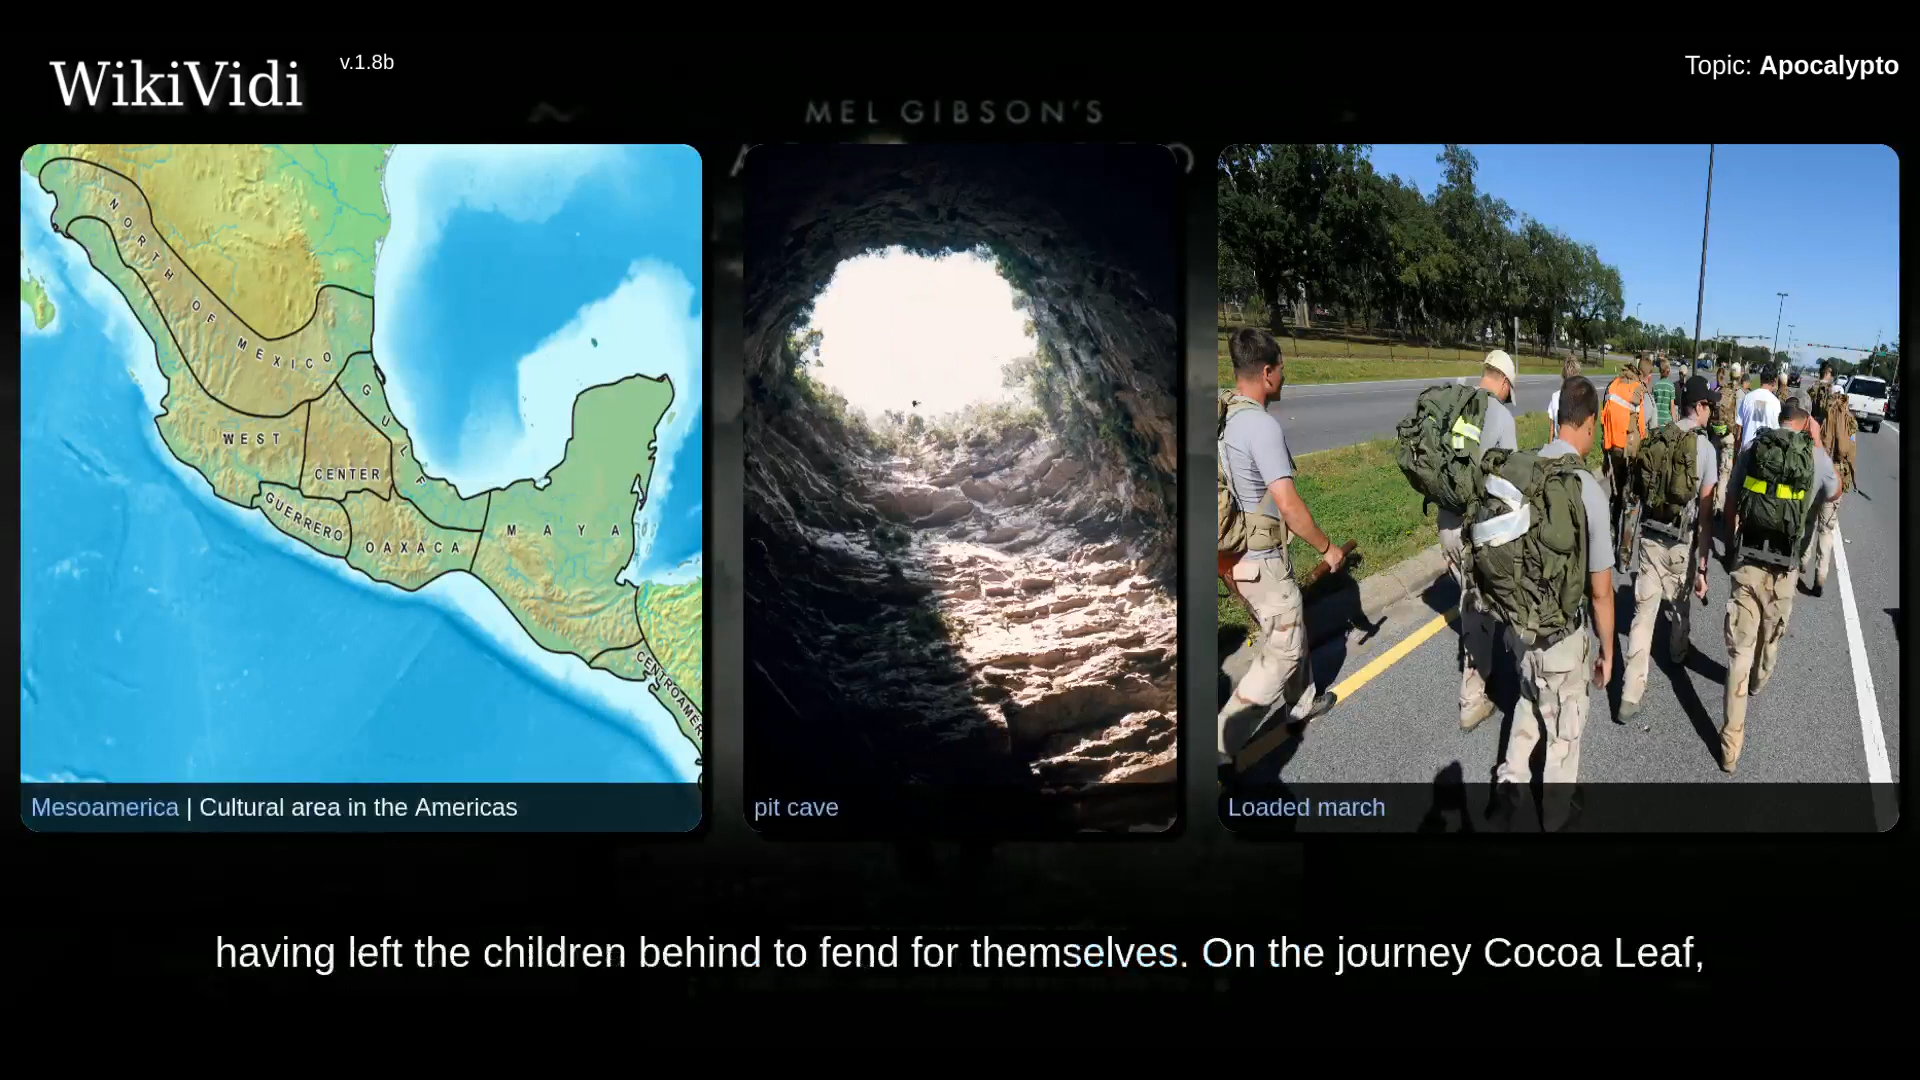 WikiVidi
v.1.8b
Topic: Apocalypto
MEL GIBSON'S
NORTH OF MEXICO
GULF
WEST
CENTER
GUERRERO
OAXACA
MAYA
Mesoamerica | Cultural area in the Americas
pit cave
Loaded march
having left the children behind to fend for themselves. On the journey Cocoa Leaf,